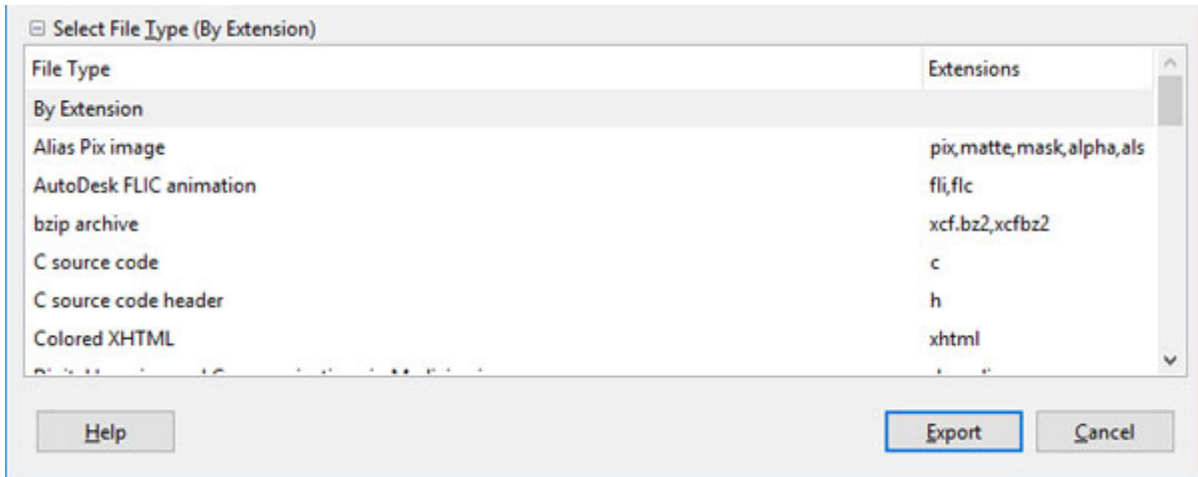 Select File Type (By Extension)
File Type Extensions
By Extension
Alias Pix image pix,matte,mask,alpha,als
AutoDesk FLIC animation fli,flc
bzip archive xcf.bz2,xcfbz2
C source code c
C source code header h
Colored XHTML xhtml
Help Export Cancel